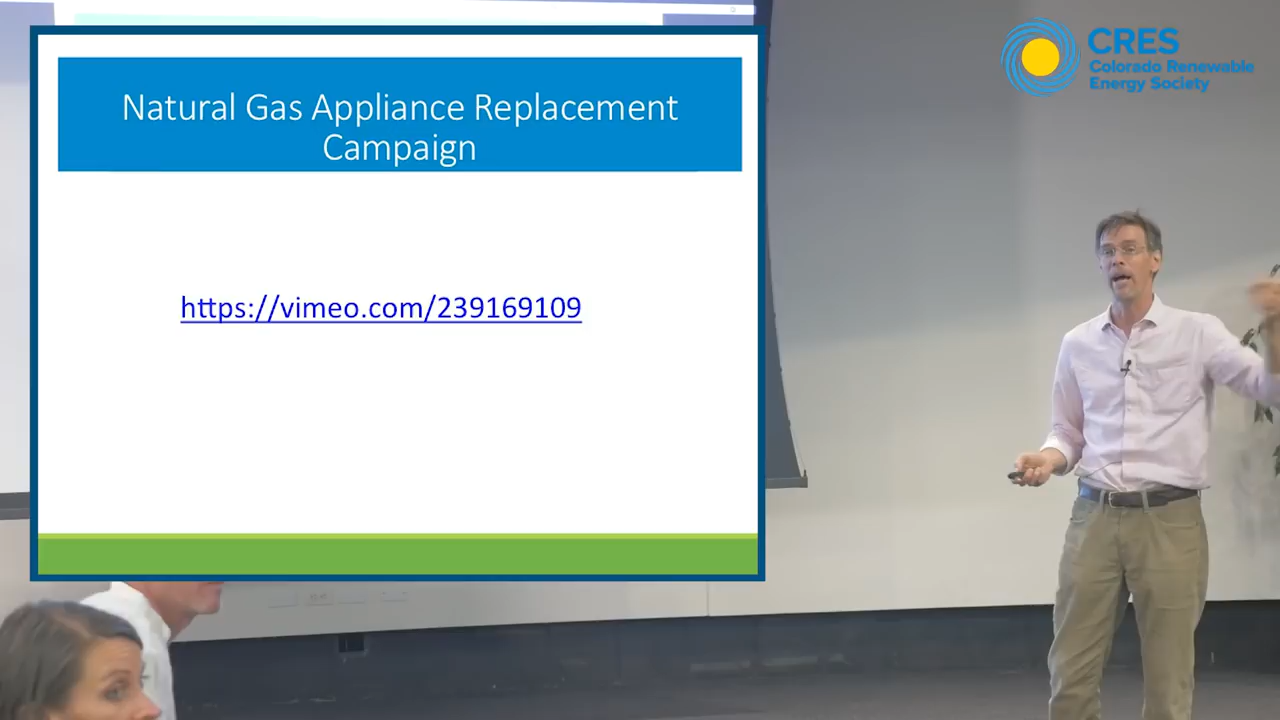 Natural Gas Appliance Replacement
Campaign
https://vimeo.com/239169109
CRES
Colorado Renewable
Energy Society